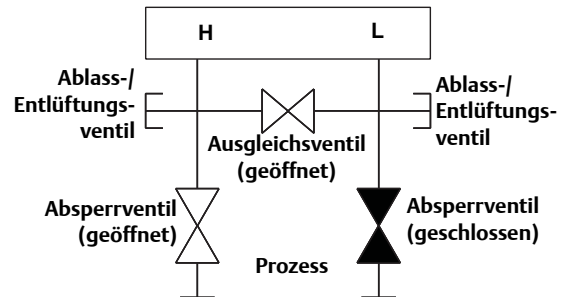 H
L
Ablass-/
Entlüftungs-
ventil
Ablass-/
Entlüftungs-
ventil
Ausgleichsventil
(geöffnet)
Absperrventil
(geöffnet)
Absperrventil
(geschlossen)
Prozess